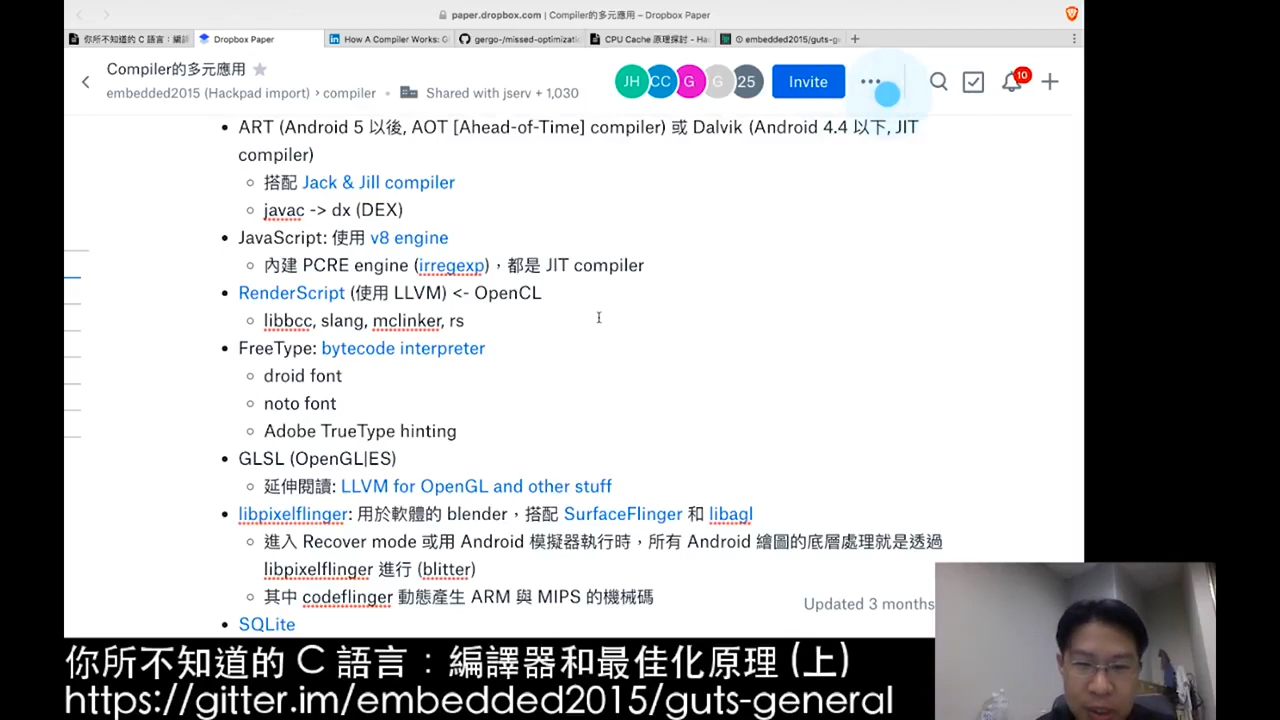 paper.dropbox.com | Compiler的多元應用 – Dropbox Paper
你所不知道的 C 語言：編譯
Dropbox Paper
How A Compiler Works: G
gergo-/missed-optimizati
CPU Cache 原理探討 - Hac
embedded2015/guts-g
Compiler的多元應用
embedded2015 (Hackpad import) > compiler
Shared with jserv + 1,030
JH CC G G 25
Invite
10
ART (Android 5 以後, AOT [Ahead-of-Time] compiler) 或 Dalvik (Android 4.4 以下, JIT
compiler)
搭配 Jack & Jill compiler
javac -> dx (DEX)
JavaScript: 使用 v8 engine
內建 PCRE engine (irregexp)，都是 JIT compiler
RenderScript (使用 LLVM) <- OpenCL
libbcc, slang, mclinker, rs
FreeType: bytecode interpreter
droid font
noto font
Adobe TrueType hinting
GLSL (OpenGL|ES)
延伸閱讀: LLVM for OpenGL and other stuff
libpixelflinger: 用於軟體的 blender，搭配 SurfaceFlinger 和 libagl
進入 Recover mode 或用 Android 模擬器執行時，所有 Android 繪圖的底層處理就是透過
libpixelflinger 進行 (blitter)
其中 codeflinger 動態產生 ARM 與 MIPS 的機械碼
Updated 3 months
SQLite
你所不知道的 C 語言：編譯器和最佳化原理 (上)
https://gitter.im/embedded2015/guts-general